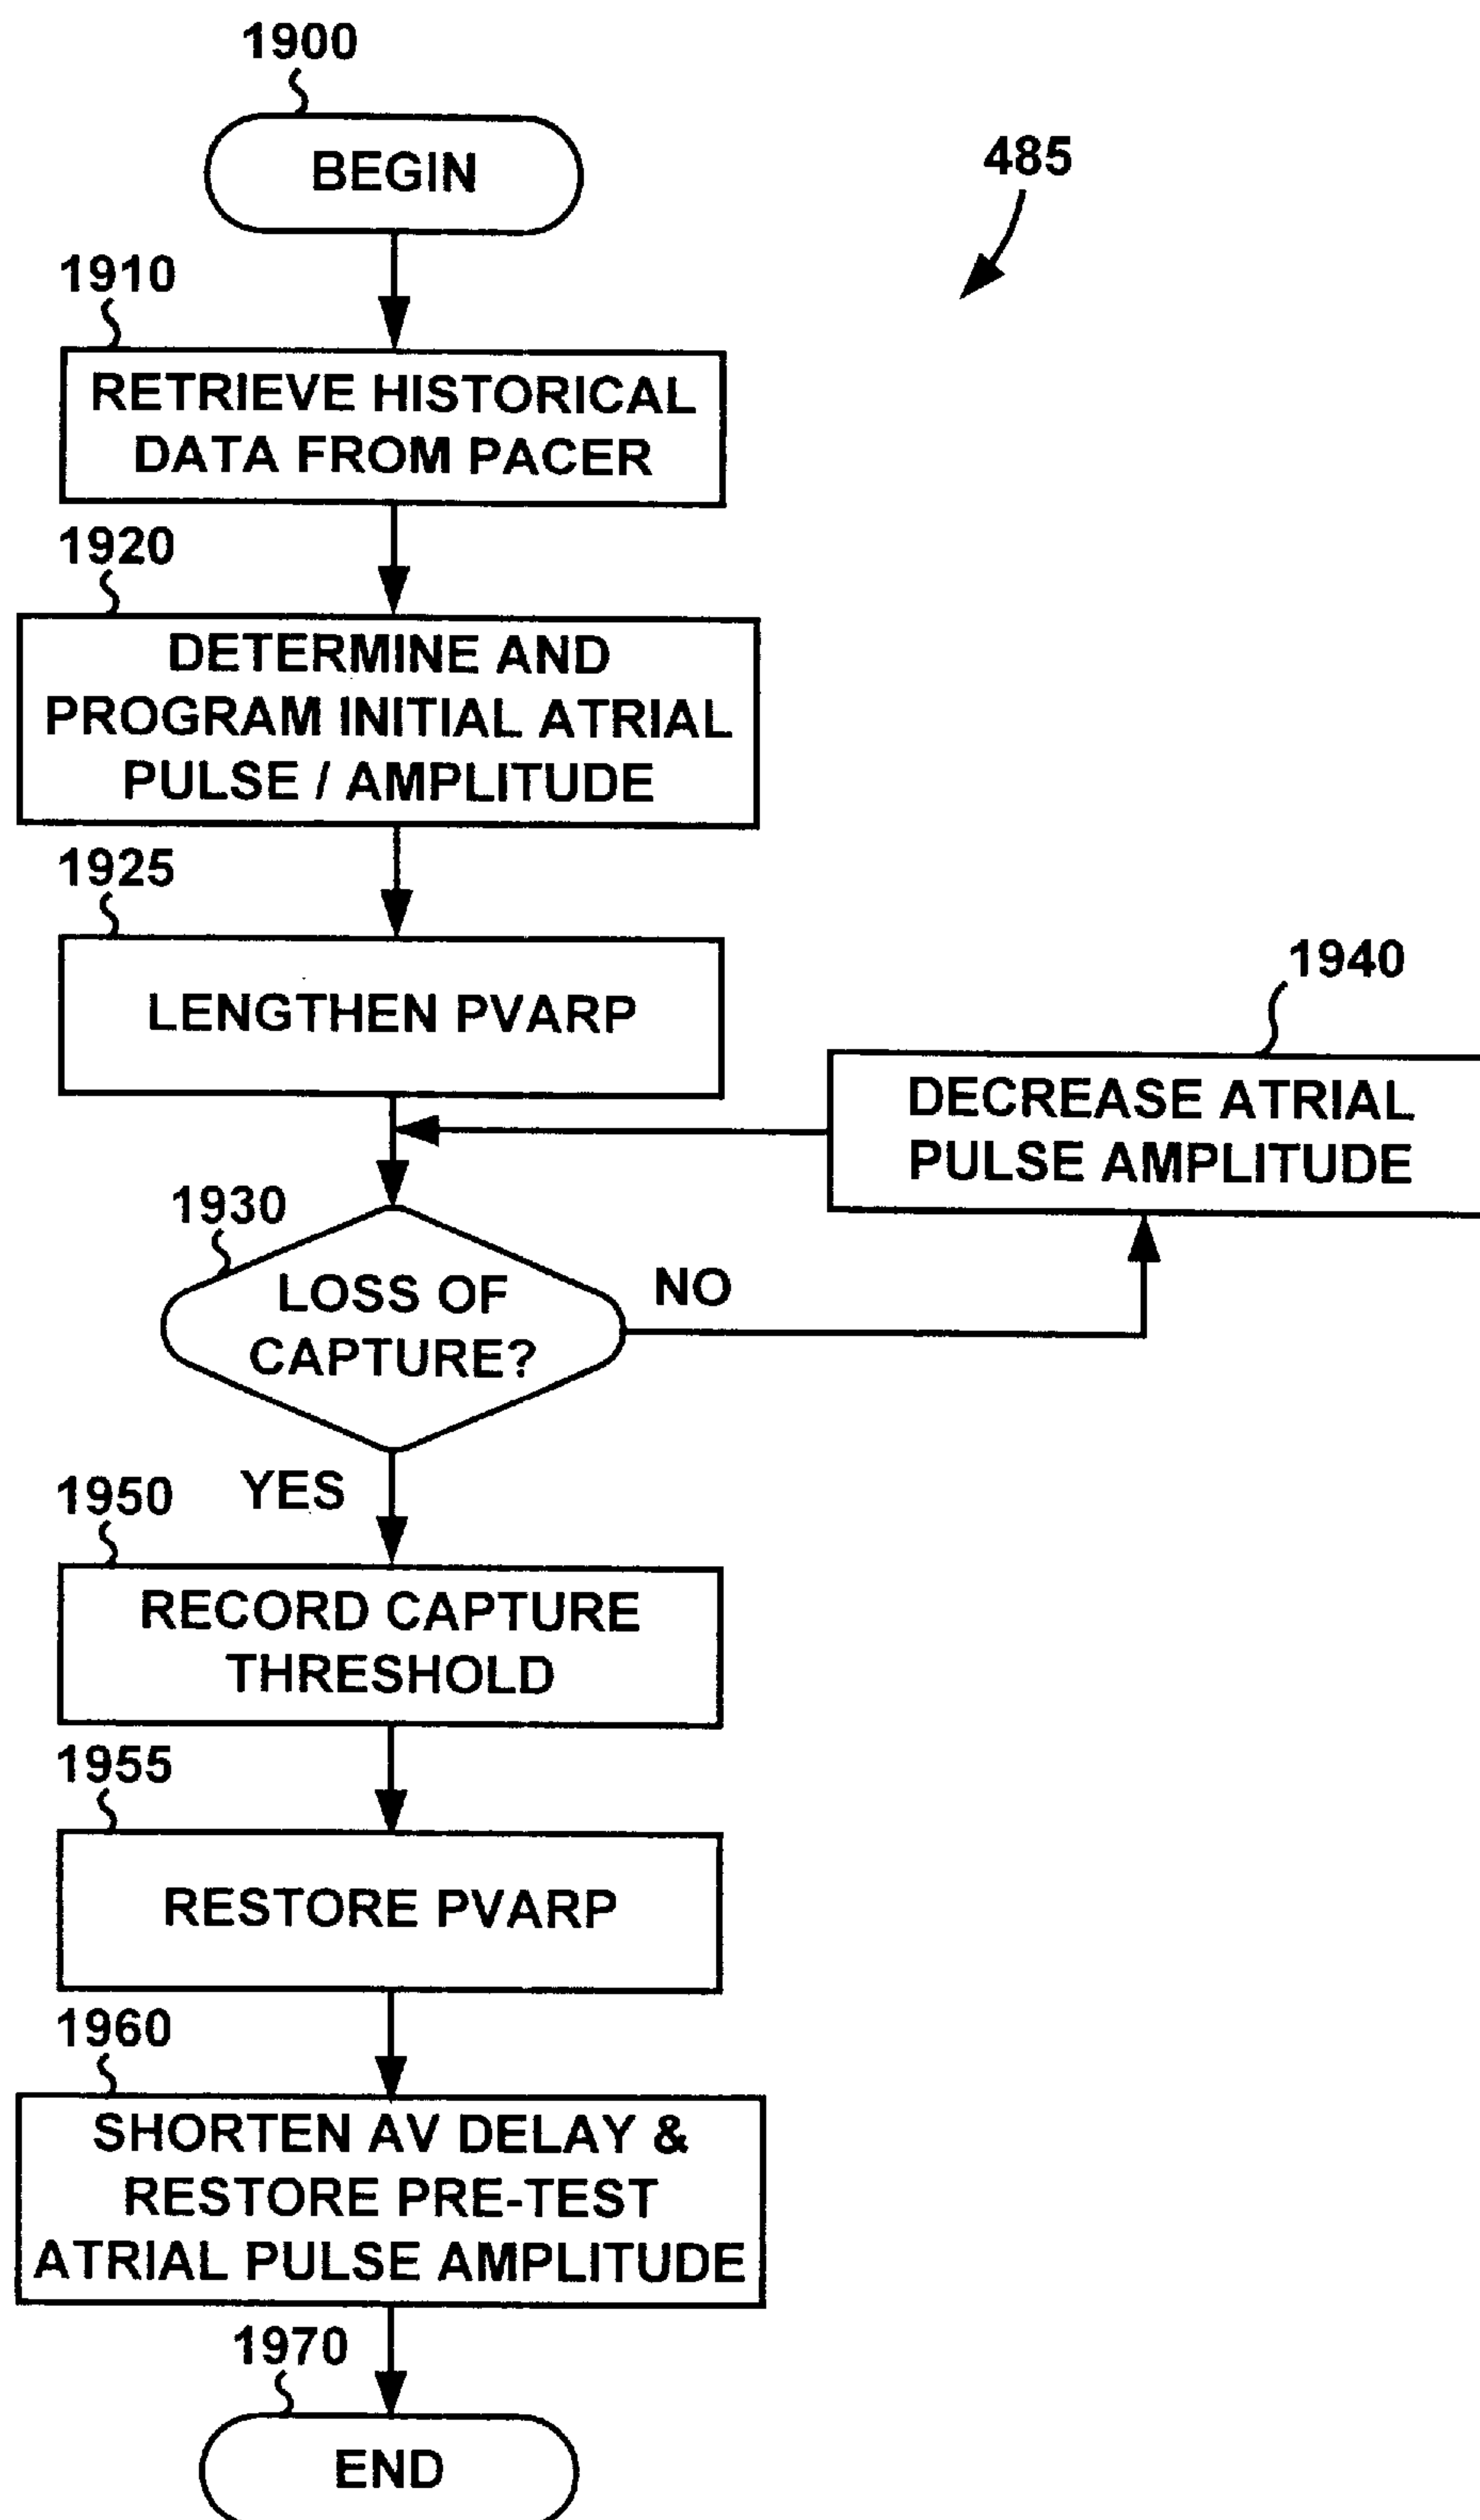 1900
BEGIN
485
1910
RETRIEVE HISTORICAL
DATA FROM PACER
1920
DETERMINE AND
PROGRAM INITIAL ATRIAL
PULSE / AMPLITUDE
1925
LENGTHEN PVARP
1940
DECREASE ATRIAL
PULSE AMPLITUDE
1930
LOSS OF
CAPTURE?
NO
YES
1950
RECORD CAPTURE
THRESHOLD
1955
RESTORE PVARP
1960
SHORTEN AV DELAY &
RESTORE PRE-TEST
ATRIAL PULSE AMPLITUDE
1970
END